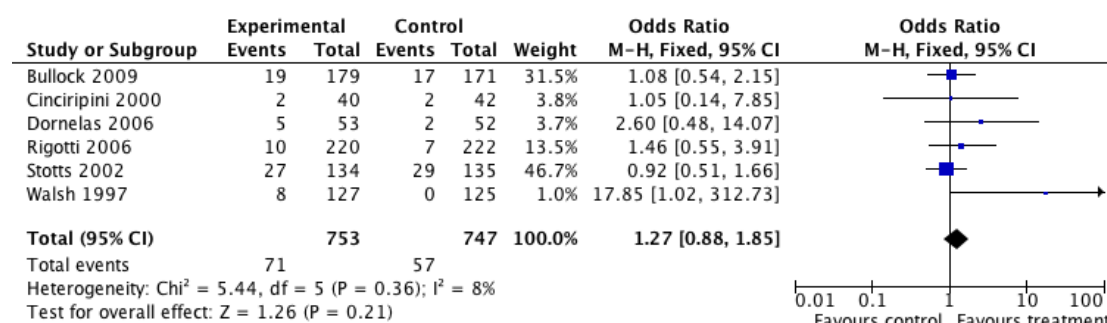 Experimental Control Odds Ratio Odds Ratio
Study or Subgroup Events Total Events Total Weight M-H, Fixed, 95% CI M-H, Fixed, 95% CI
Bullock 2009 19 179 17 171 31.5% 1.08 [0.54, 2.15]
Cinciripini 2000 2 40 2 42 3.8% 1.05 [0.14, 7.85]
Dornelas 2006 5 53 2 52 3.7% 2.60 [0.48, 14.07]
Rigotti 2006 10 220 7 222 13.5% 1.46 [0.55, 3.91]
Stotts 2002 27 134 29 135 46.7% 0.92 [0.51, 1.66]
Walsh 1997 8 127 0 125 1.0% 17.85 [1.02, 312.73]
Total (95% CI) 753 747 100.0% 1.27 [0.88, 1.85]
Total events 71 57
Heterogeneity: Chi² = 5.44, df = 5 (P = 0.36); I² = 8%
Test for overall effect: Z = 1.26 (P = 0.21)
0.01 0.1 1 10 100
Favours control Favours treatment